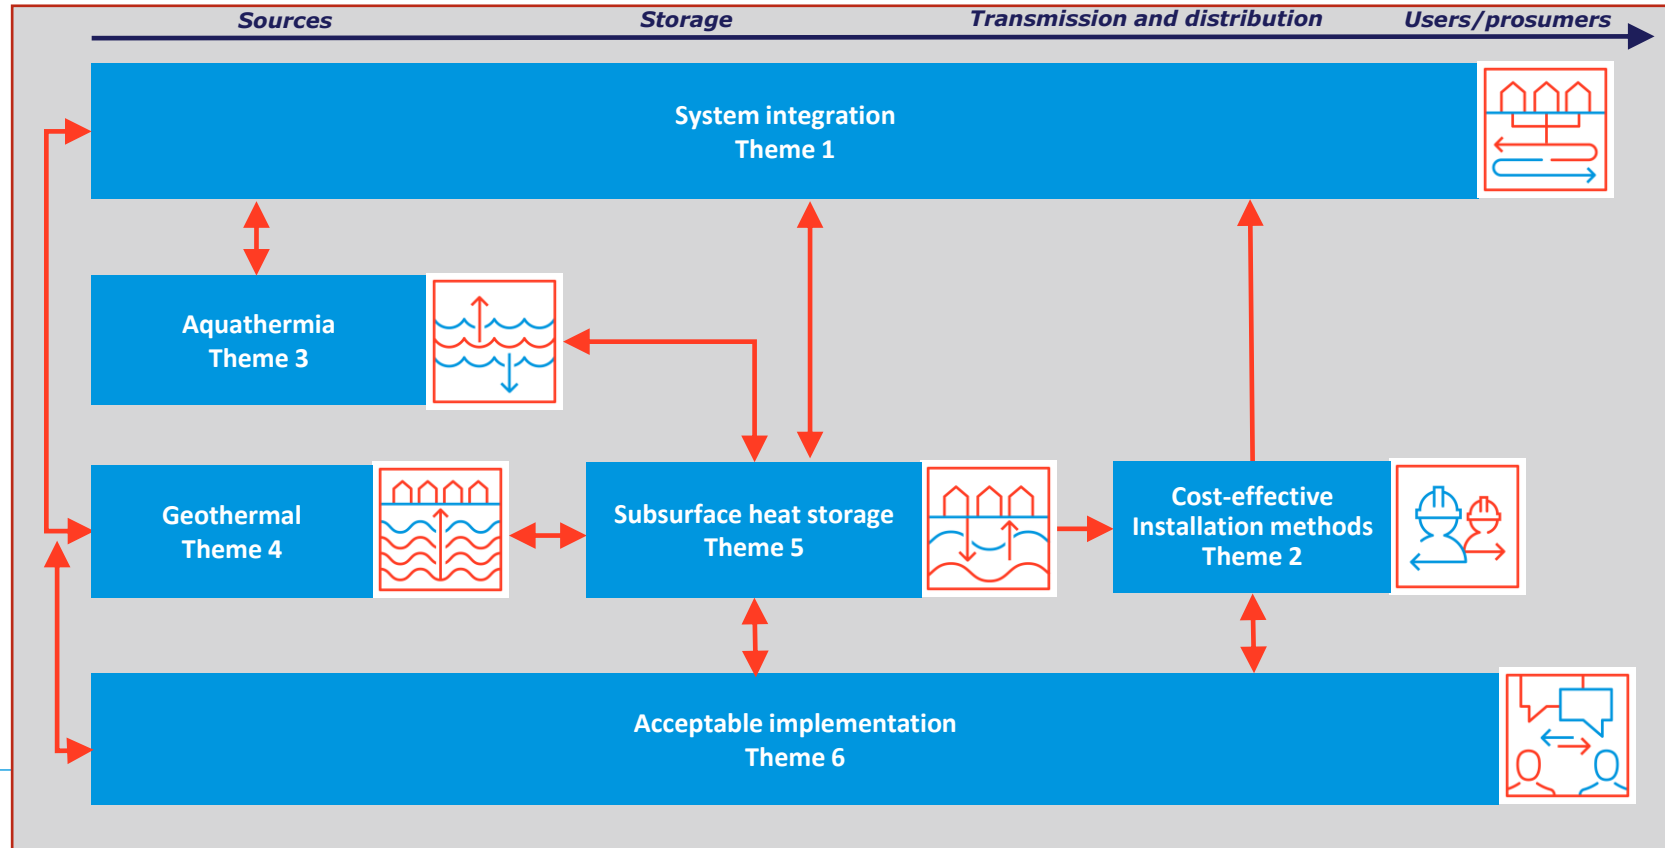 Sources
Storage
Transmission and distribution
Users/prosumers
System integration
Theme 1
Aquathermia
Theme 3
Geothermal
Theme 4
Subsurface heat storage
Theme 5
Cost-effective
Installation methods
Theme 2
Acceptable implementation
Theme 6